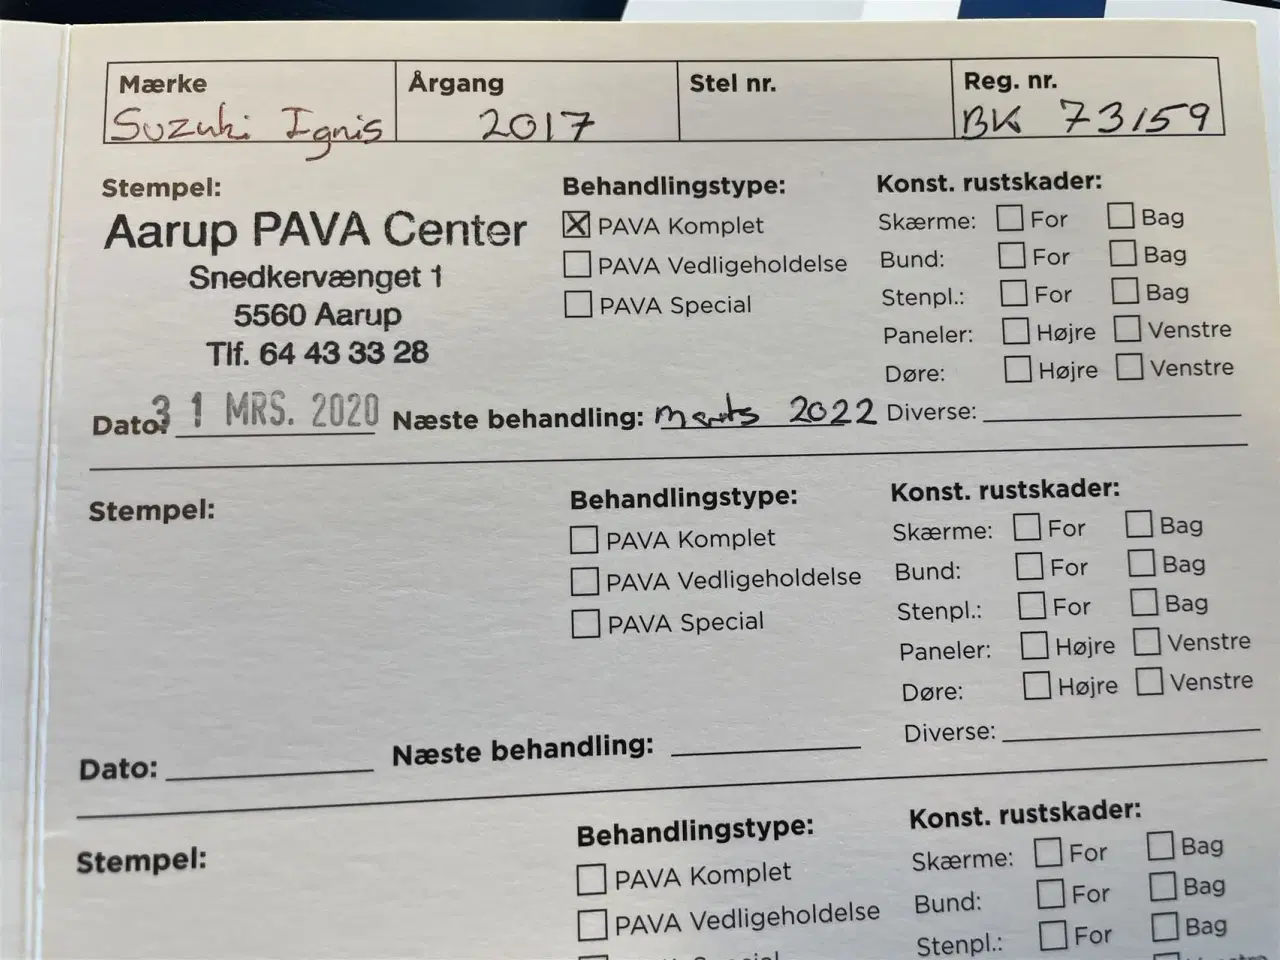 Mærke Årgang Stel nr. Reg. nr.
Suzuki Ignis 2017 BK 73159
Stempel: Behandlingstype: Konst. rustskader:
Aarup PAVA Center PAVA Komplet Skærme: For Bag
Snedkervænget 1 PAVA Vedligeholdelse Bund: For Bag
5560 Aarup PAVA Special Stenpl.: For Bag
Tlf. 64 43 33 28 Paneler: Højre Venstre
Døre: Højre Venstre
Dato: 31 MRS. 2020 Næste behandling: marts 2022 Diverse:
Stempel: Behandlingstype: Konst. rustskader:
PAVA Komplet Skærme: For Bag
PAVA Vedligeholdelse Bund: For Bag
PAVA Special Stenpl.: For Bag
Paneler: Højre Venstre
Døre: Højre Venstre
Dato: Næste behandling: Diverse:
Stempel: Behandlingstype: Konst. rustskader:
PAVA Komplet Skærme: For Bag
PAVA Vedligeholdelse Bund: For Bag
Stenpl.: For Bag